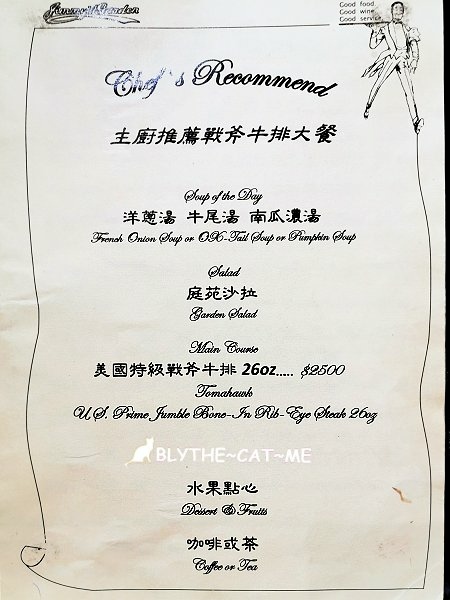 Jimmy's Garden
Good food.
Good wine.
Good service.
Chef's Recommend
主廚推薦戰斧牛排大餐
Soup of the Day
洋蔥湯 牛尾湯 南瓜濃湯
French Onion Soup or OX-Tail Soup or Pumpkin Soup
Salad
庭苑沙拉
Garden Salad
Main Course
美國特級戰斧牛排 26oz..... $2500
Tomahawks
U.S. Prime Jumble Bone-In Rib-Eye Steak 26oz
BLYTHE~CAT~ME
水果點心
Dessert & Fruits
咖啡或茶
Coffee or Tea